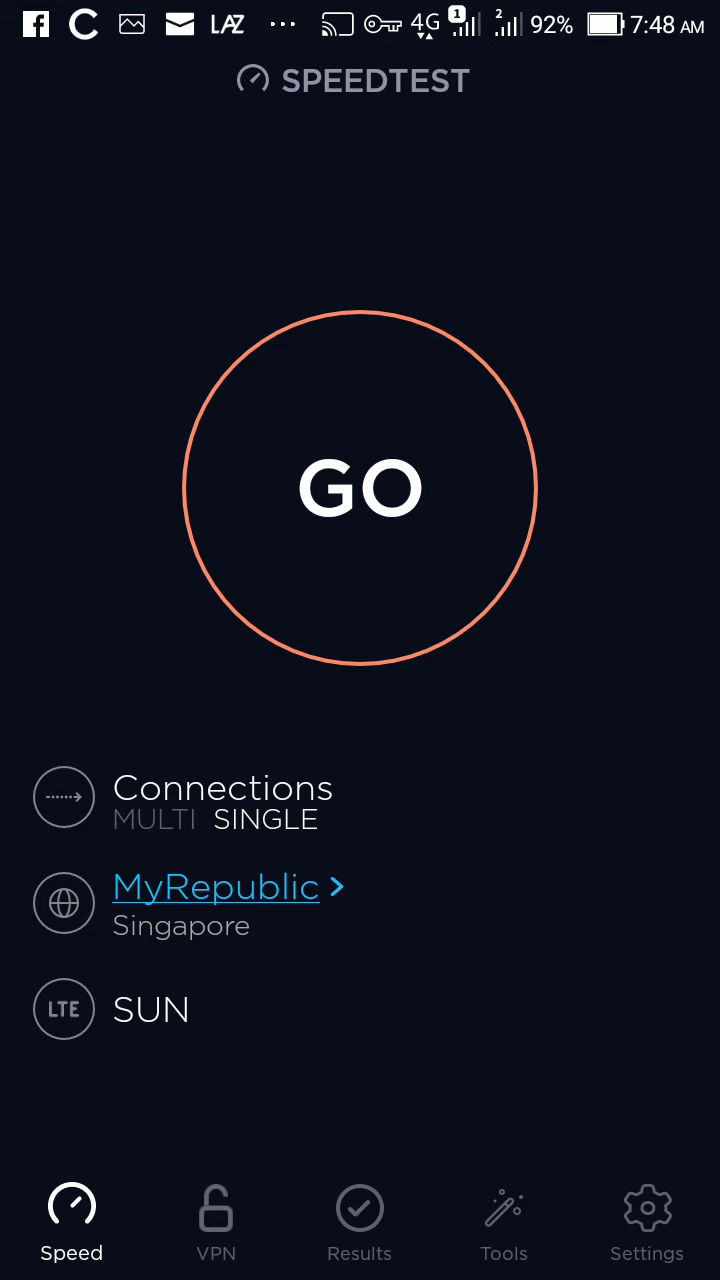 LAZ 4G 1 2 92% 7:48 AM
SPEEDTEST
GO
Connections
MULTI SINGLE
MyRepublic >
Singapore
LTE SUN
Speed VPN Results Tools Settings